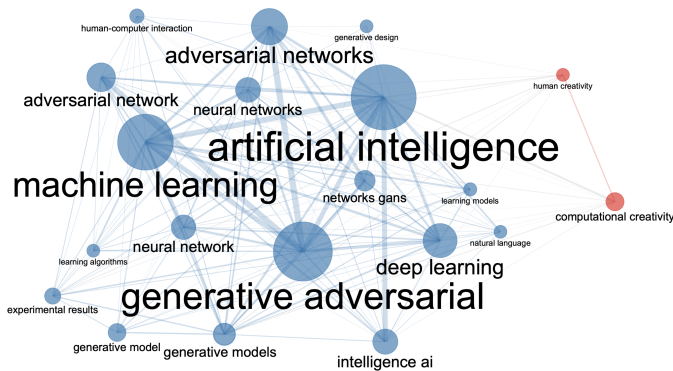 human-computer interaction
generative design
adversarial networks
human creativity
adversarial network
neural networks
artificial intelligence
machine learning
networks gans
learning models
computational creativity
neural network
natural language
learning algorithms
deep learning
generative adversarial
experimental results
generative model
generative models
intelligence ai